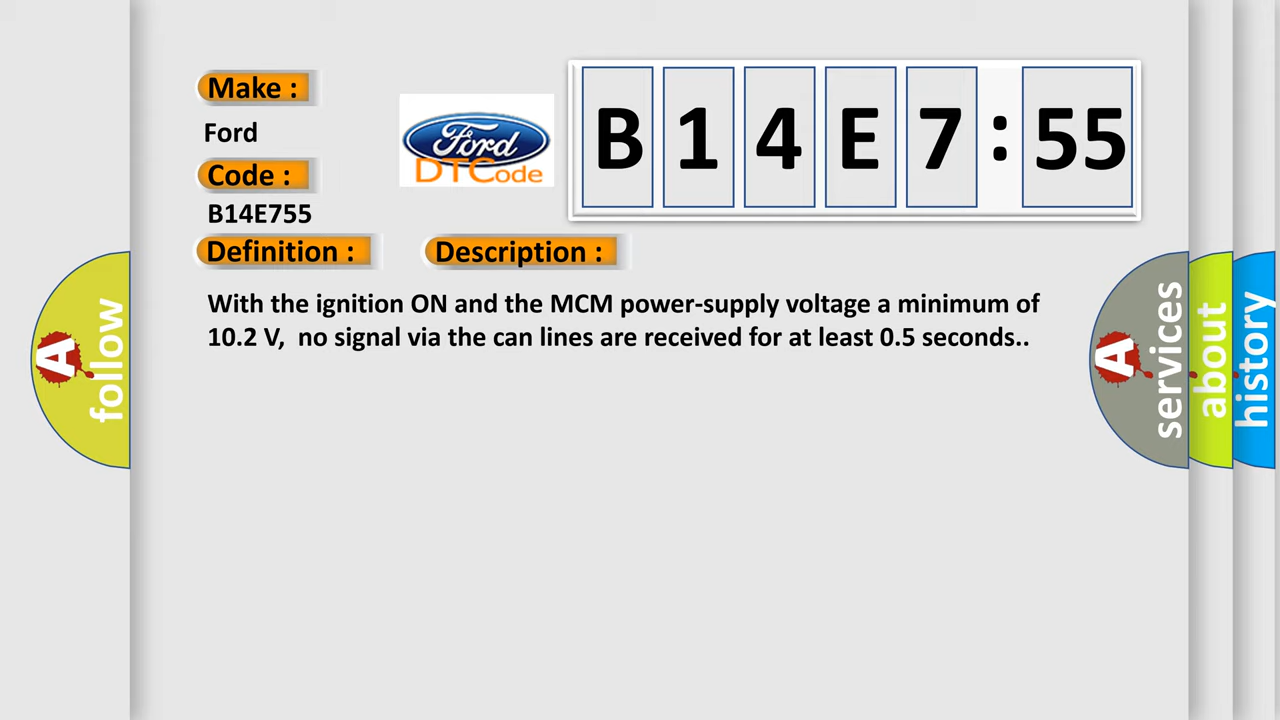 Make :
Ford
Code :
B14E755
Ford
DTCode
B 1 4 E 7 : 55
Definition :
Description :
With the ignition ON and the MCM power-supply voltage a minimum of
10.2 V,  no signal via the can lines are received for at least 0.5 seconds..
A
follow
A
services
about
history